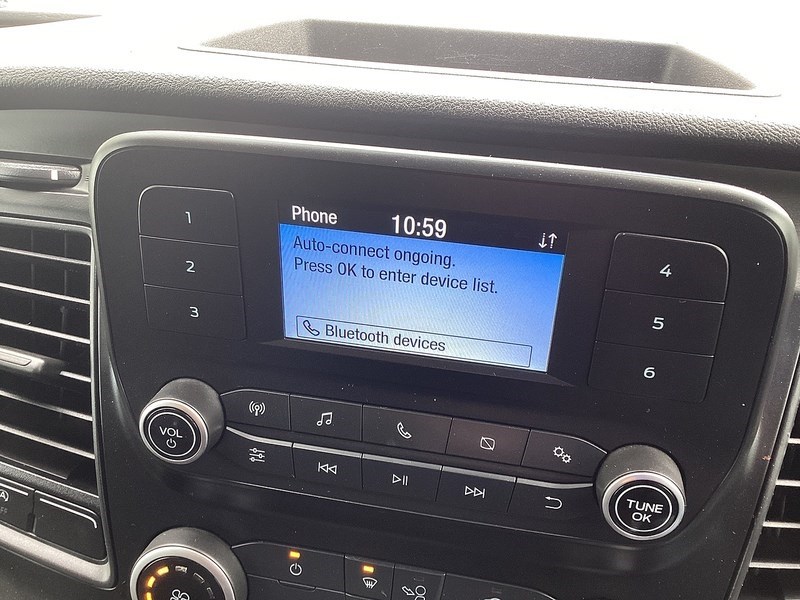 Phone 10:59
Auto-connect ongoing.
Press OK to enter device list.
Bluetooth devices
1
2
3
4
5
6
VOL
TUNE
OK